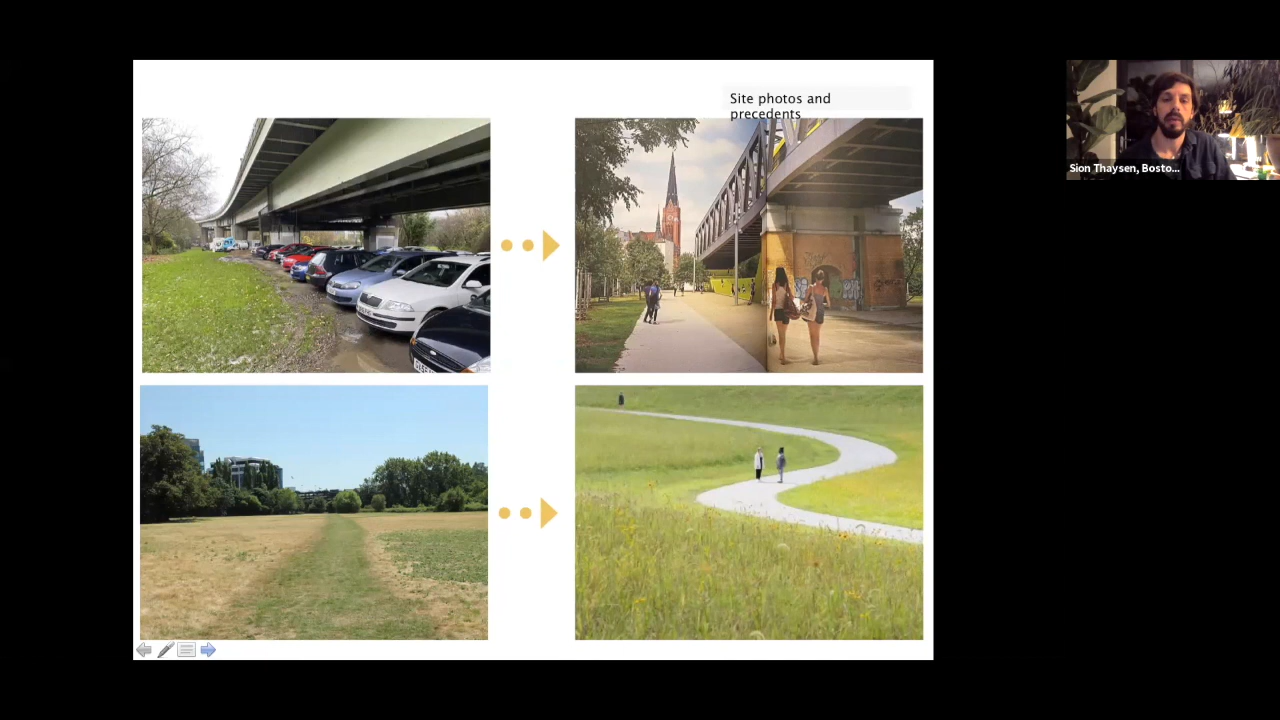 Site photos and
precedents
Sion Thaysen, Bosto...